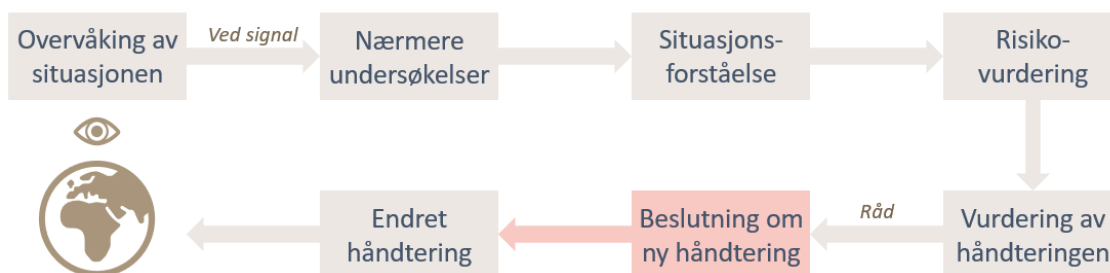 Overvåking av
situasjonen
Ved signal
Nærmere
undersøkelser
Situasjons-
forståelse
Risiko-
vurdering
Vurdering av
håndteringen
Råd
Beslutning om
ny håndtering
Endret
håndtering